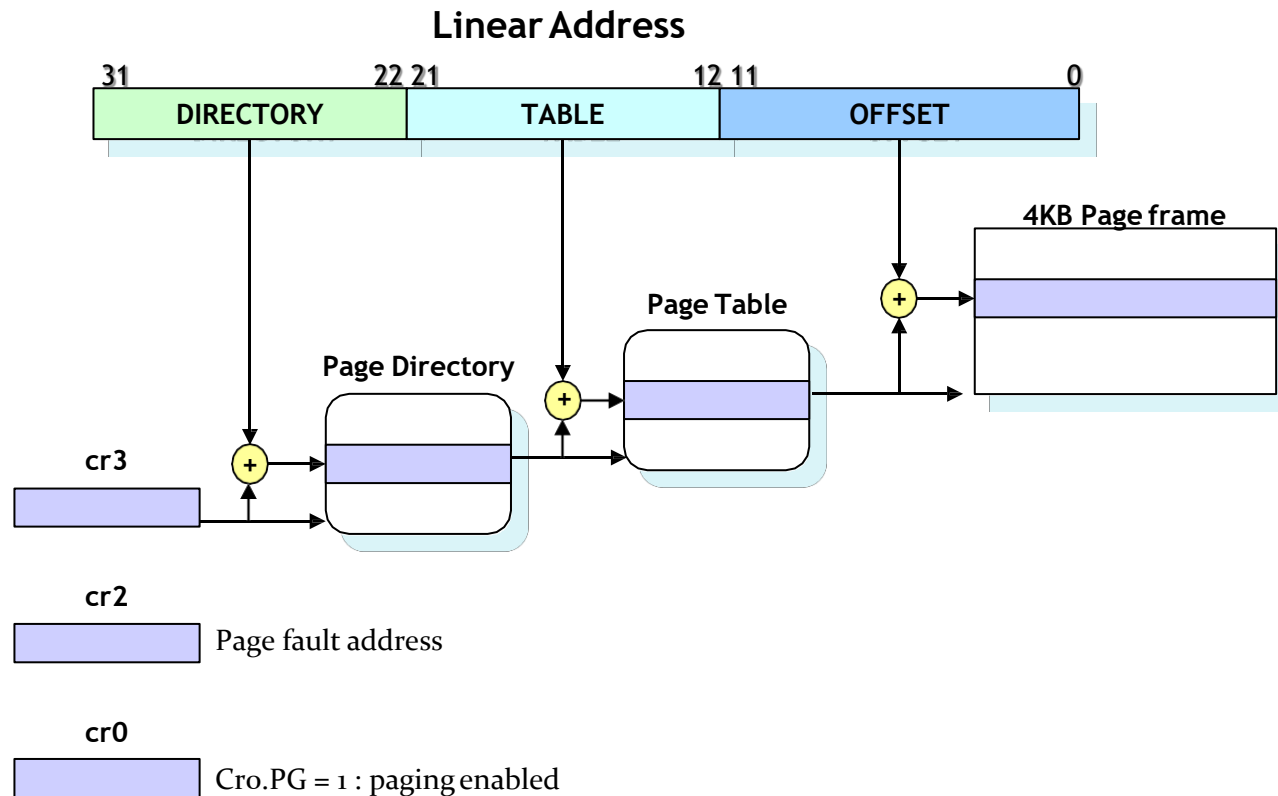 Linear Address
31 22 21 12 11 0
DIRECTORY TABLE OFFSET
4KB Page frame
+
Page Table
Page Directory
+
+
cr3
cr2
Page fault address
cr0
Cr0.PG = 1 : paging enabled